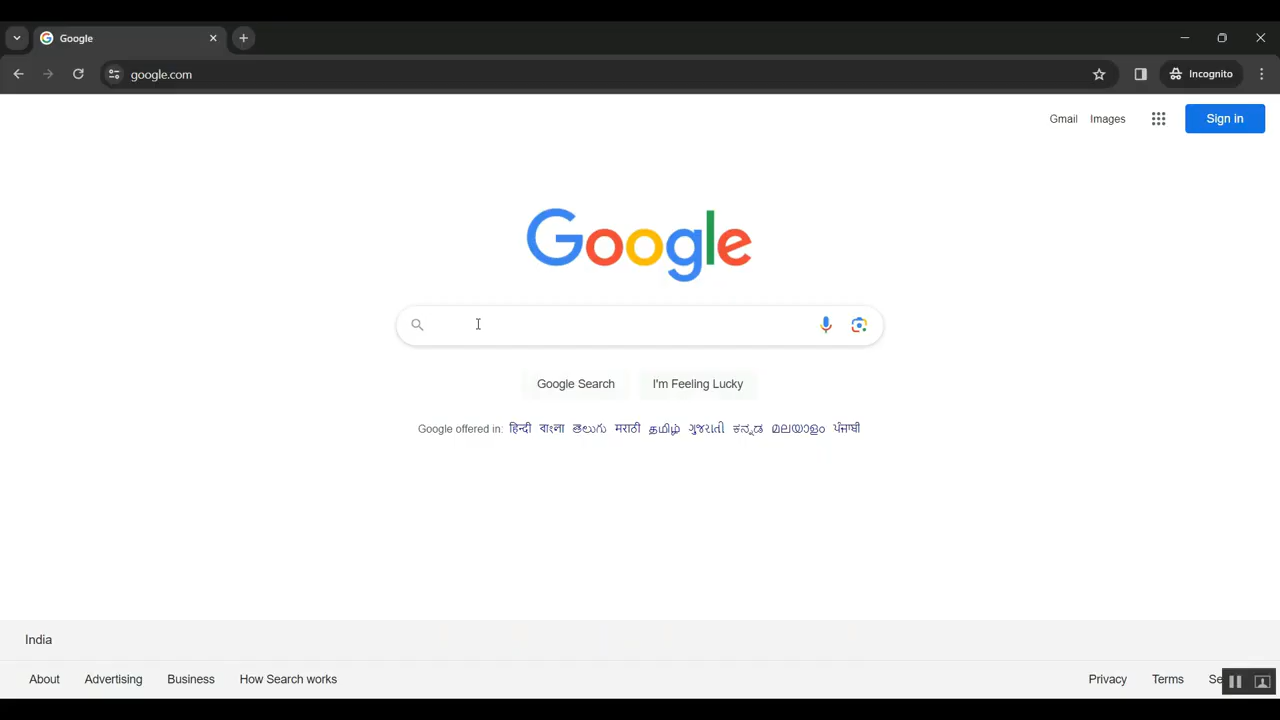 Google
google.com
Incognito
Gmail Images Sign in
Google
Google Search I'm Feeling Lucky
Google offered in: हिन्दी বাংলা తెలుగు मराठी தமிழ் ગુજરાતી ಕನ್ನಡ മലയാളം ਪੰਜਾਬੀ
India
About Advertising Business How Search works Privacy Terms Se